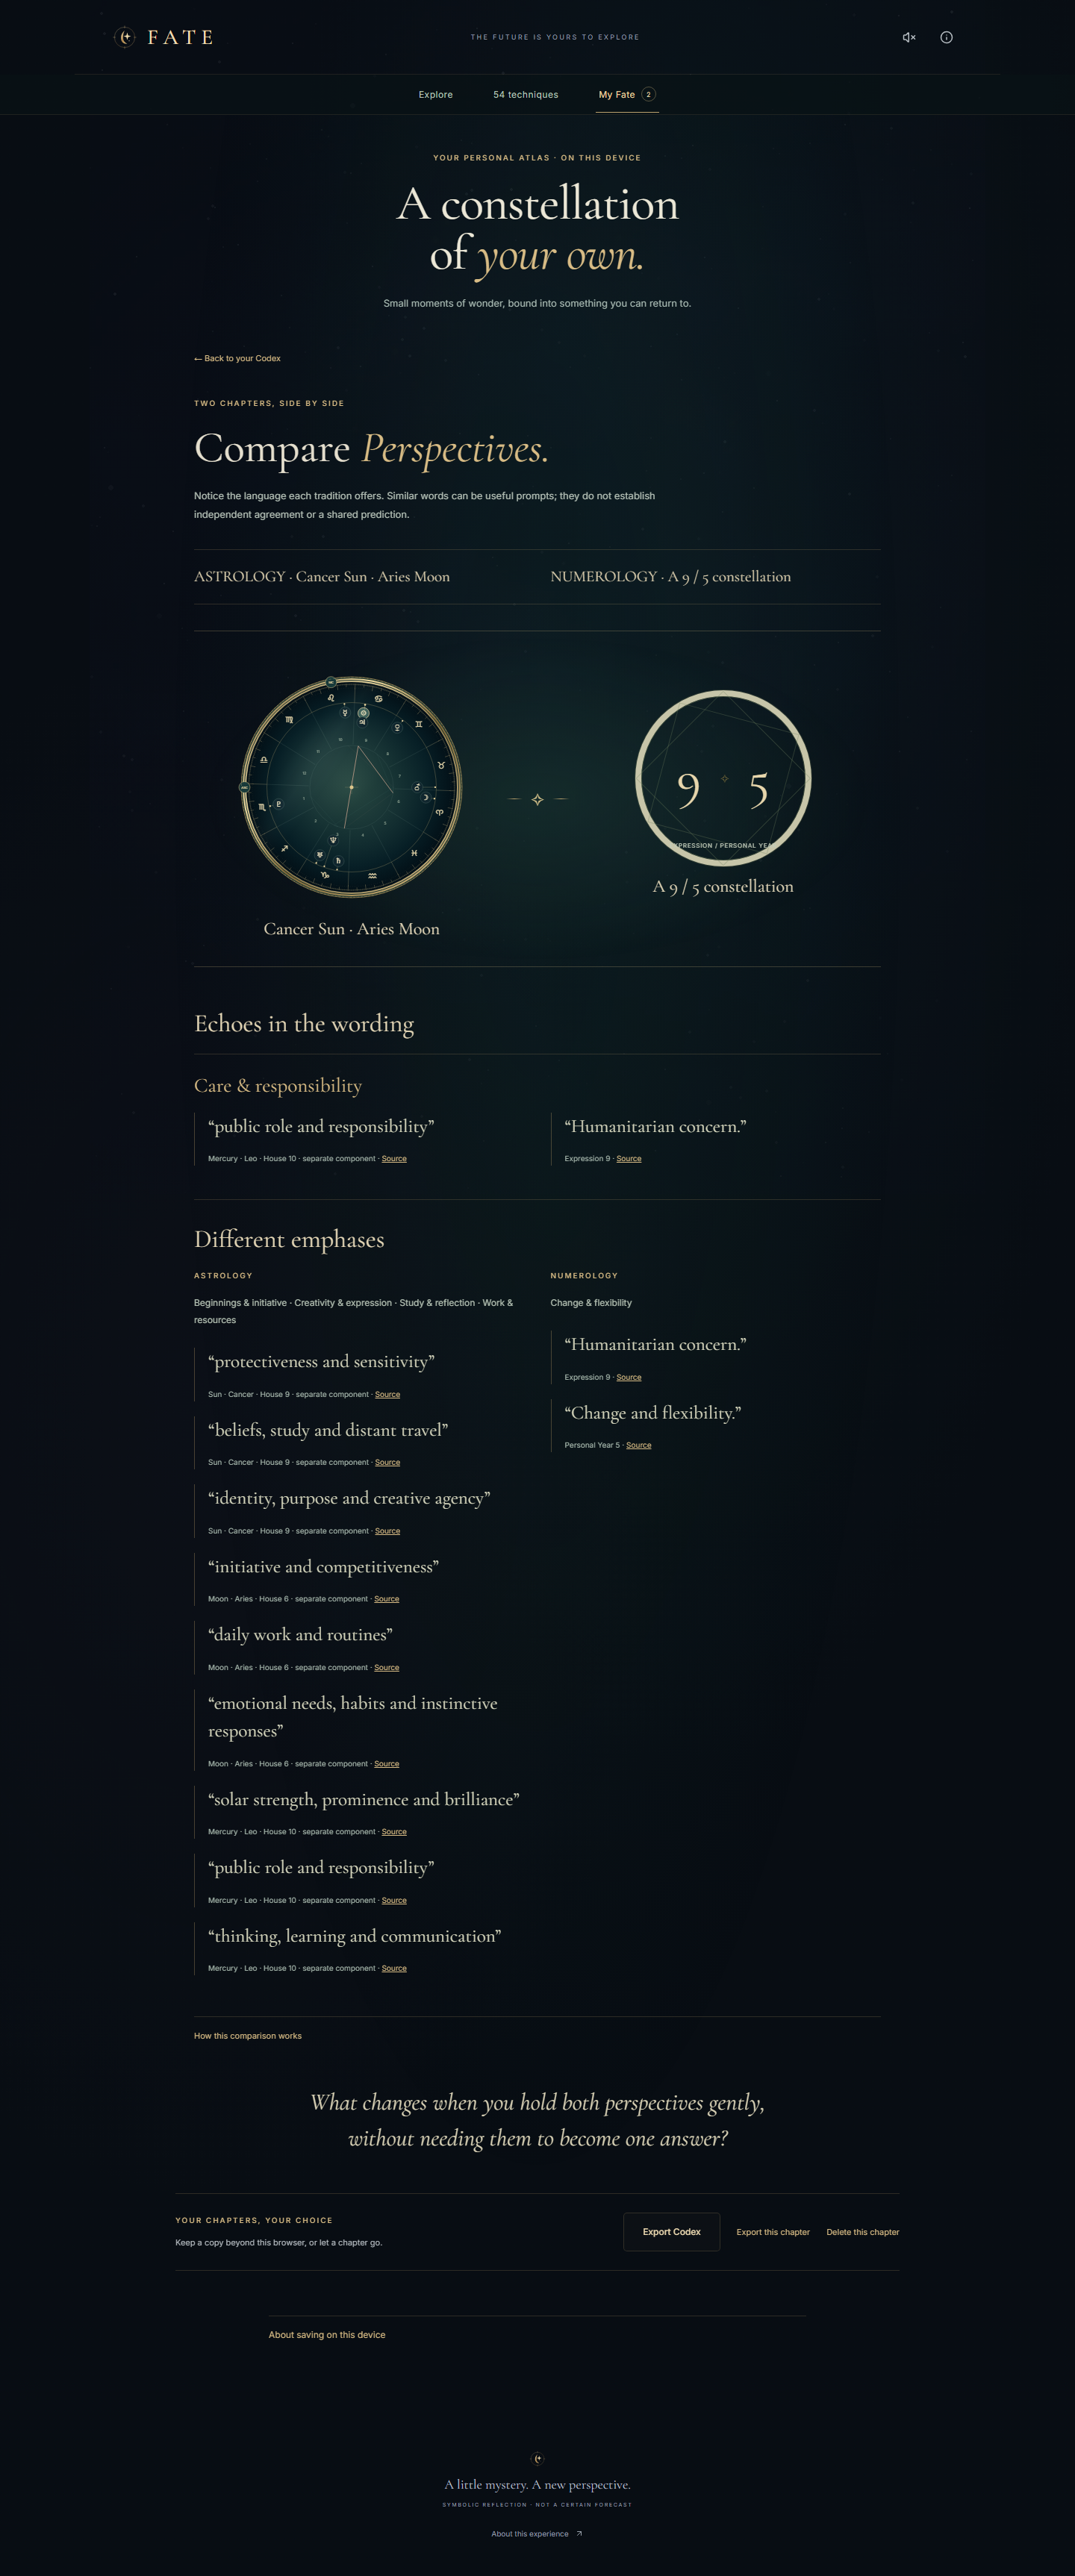 FATE
THE FUTURE IS YOURS TO EXPLORE
Explore
54 techniques
My Fate 2
YOUR PERSONAL ATLAS · ON THIS DEVICE
A constellation
of your own.
Small moments of wonder, bound into something you can return to.
← Back to your Codex
TWO CHAPTERS, SIDE BY SIDE
Compare Perspectives.
Notice the language each tradition offers. Similar words can be useful prompts; they do not establish
independent agreement or a shared prediction.
ASTROLOGY · Cancer Sun · Aries Moon
NUMEROLOGY · A 9 / 5 constellation
9 5
EXPRESSION / PERSONAL YEAR
A 9 / 5 constellation
Cancer Sun · Aries Moon
Echoes in the wording
Care & responsibility
“public role and responsibility”
Mercury · Leo · House 10 · separate component · Source
“Humanitarian concern.”
Expression 9 · Source
Different emphases
ASTROLOGY
Beginnings & initiative · Creativity & expression · Study & reflection · Work &
resources
“protectiveness and sensitivity”
Sun · Cancer · House 9 · separate component · Source
“beliefs, study and distant travel”
Sun · Cancer · House 9 · separate component · Source
“identity, purpose and creative agency”
Sun · Cancer · House 9 · separate component · Source
“initiative and competitiveness”
Moon · Aries · House 6 · separate component · Source
“daily work and routines”
Moon · Aries · House 6 · separate component · Source
“emotional needs, habits and instinctive
responses”
Moon · Aries · House 6 · separate component · Source
“solar strength, prominence and brilliance”
Mercury · Leo · House 10 · separate component · Source
“public role and responsibility”
Mercury · Leo · House 10 · separate component · Source
“thinking, learning and communication”
Mercury · Leo · House 10 · separate component · Source
NUMEROLOGY
Change & flexibility
“Humanitarian concern.”
Expression 9 · Source
“Change and flexibility.”
Personal Year 5 · Source
How this comparison works
What changes when you hold both perspectives gently,
without needing them to become one answer?
YOUR CHAPTERS, YOUR CHOICE
Keep a copy beyond this browser, or let a chapter go.
Export Codex
Export this chapter
Delete this chapter
About saving on this device
A little mystery. A new perspective.
SYMBOLIC REFLECTION · NOT A CERTAIN FORECAST
About this experience